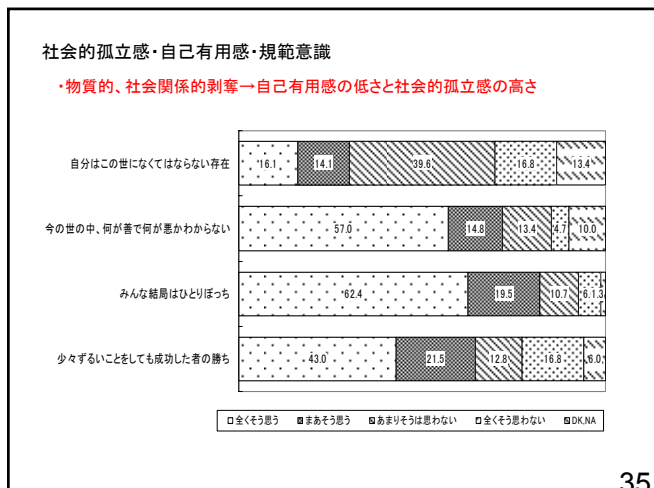 社会的孤立感・自己有用感・規範意識
・物質的、社会関係的剥奪→自己有用感の低さと社会的孤立感の高さ
自分はこの世になくてはならない存在
16.1 14.1 39.6 16.8 13.4
今の世の中、何が善で何が悪かわからない
57.0 14.8 13.4 4.7 10.0
みんな結局はひとりぼっち
62.4 19.5 10.7 6.1 1.3
少々ずるいことをしても成功した者の勝ち
43.0 21.5 12.8 16.8 6.0
全くそう思う まあそう思う あまりそうは思わない 全くそう思わない DK,NA
35